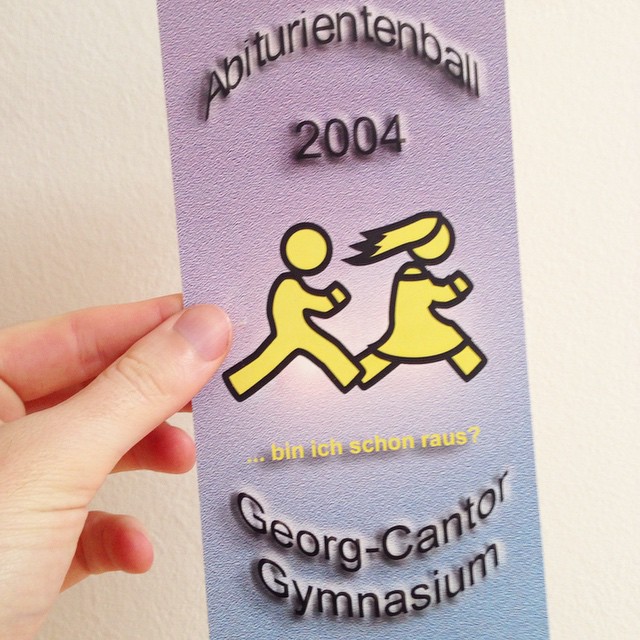 Abiturientenball
2004
... bin ich schon raus?
Georg-Cantor
Gymnasium